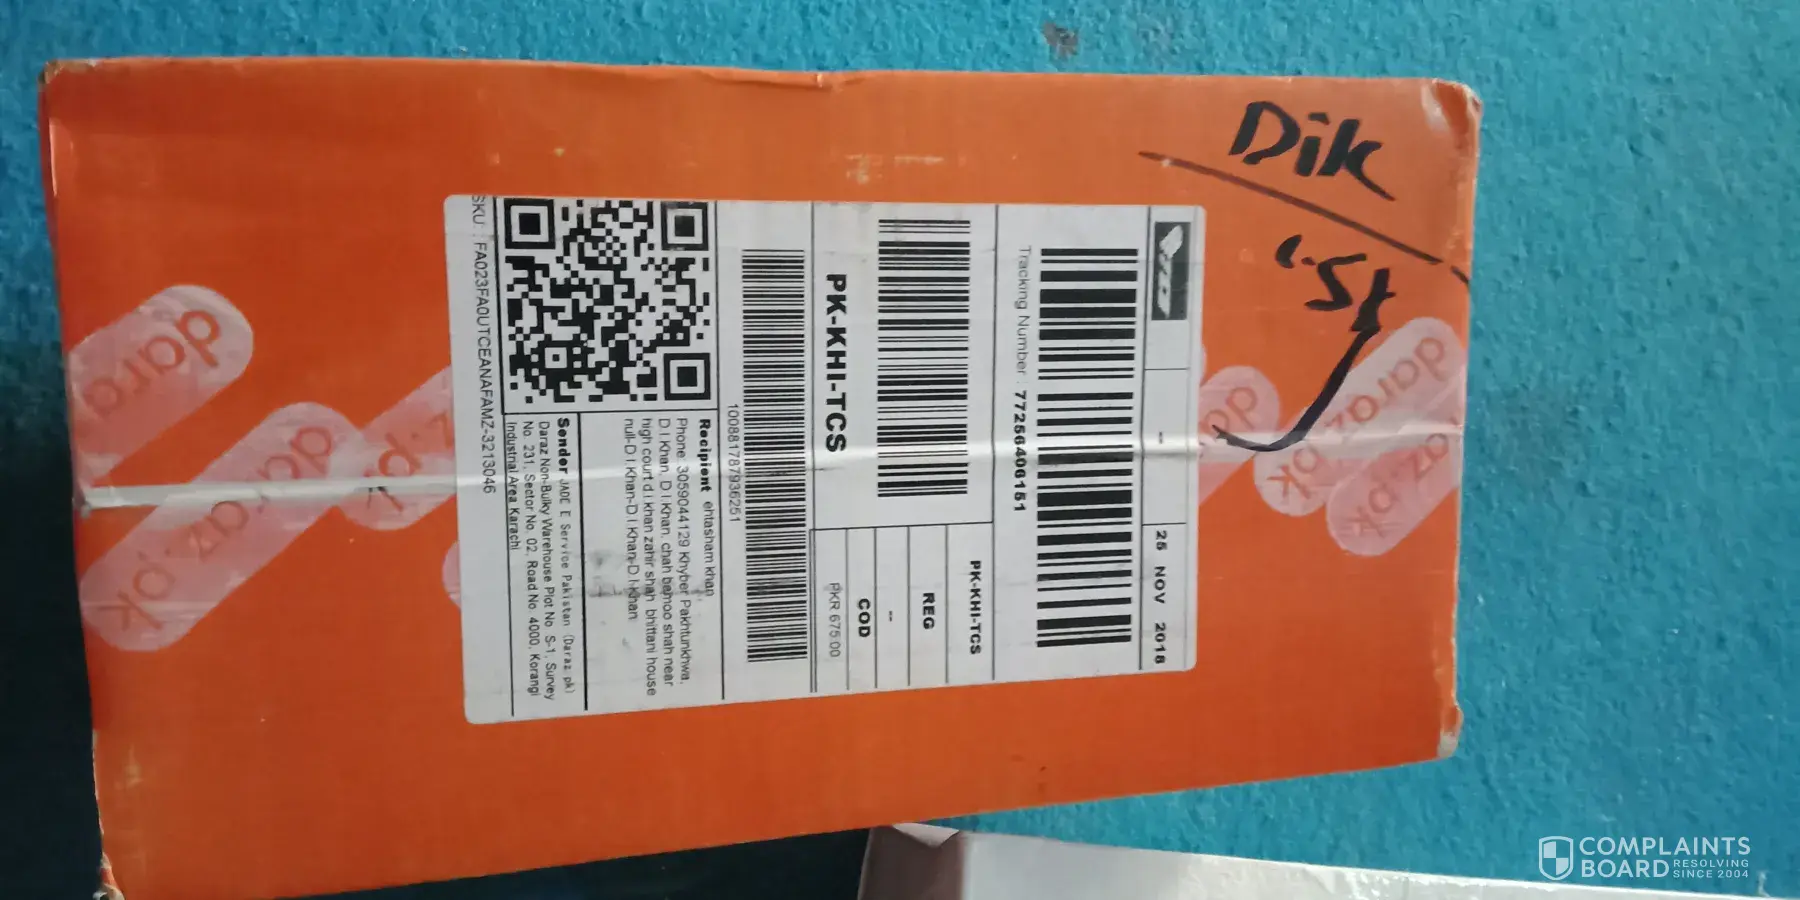 Dik
25 NOV 2018
Tracking Number : 77256406151
PK-KHI-TCS
PK-KHI-TCS
REG
--
COD
PKR 675.00
100881787936251
Recipient ehtasham khan
Phone: 3059044129 Khyber Pakhtunkhwa,
D I Khan, D I Khan, chah bemoo shah near
high court d i khan zahir shah bhittani house
null-D I Khan-D I Khan-D I Khan
Sender JADE E Service Pakistan (Daraz.pk)
Daraz Non-Bulky Warehouse Plot No. S-1, Survey
No. 231, Sector No. 02, Road No. 4000, Korangi
Industrial Area Karachi
SKU : FA023FA0UTCEANAFAMZ-3213046
daraz.pk
daraz.pk
daraz.pk
COMPLAINTS
BOARD RESOLVING
SINCE 2004